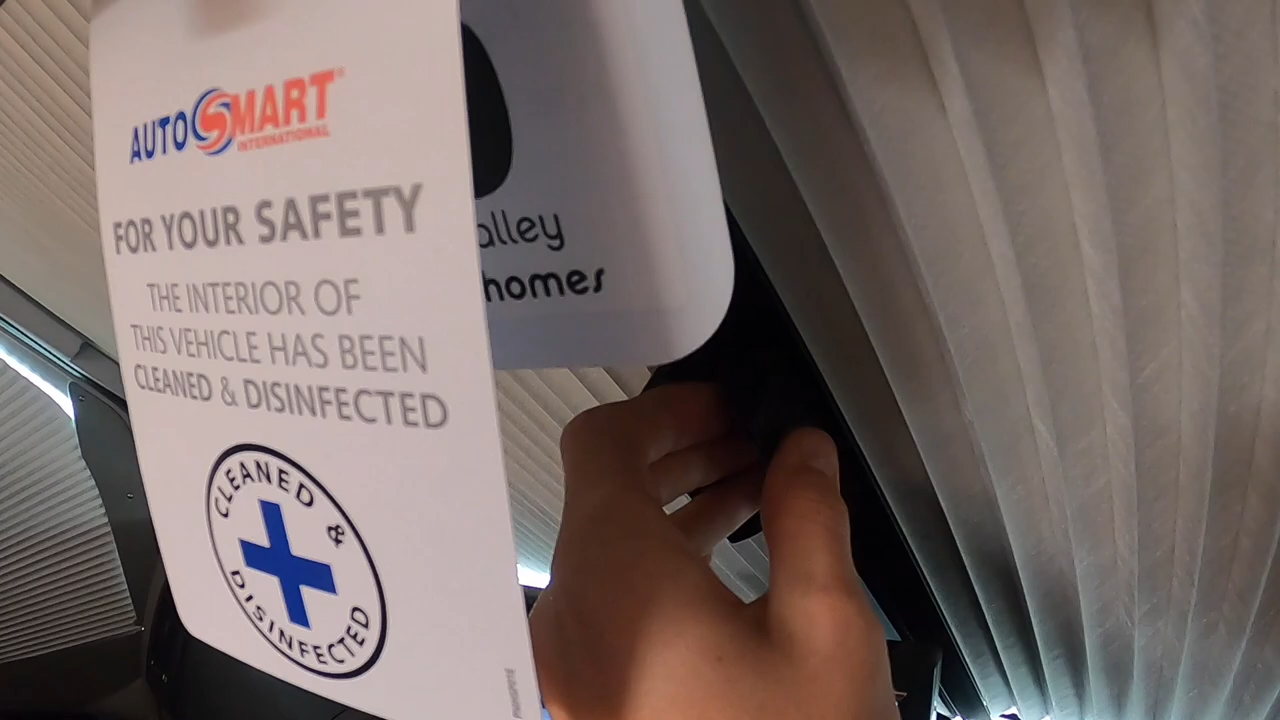 AUTOSMART
INTERNATIONAL
FOR YOUR SAFETY
THE INTERIOR OF
THIS VEHICLE HAS BEEN
CLEANED & DISINFECTED
CLEANED &
DISINFECTED
alley
homes